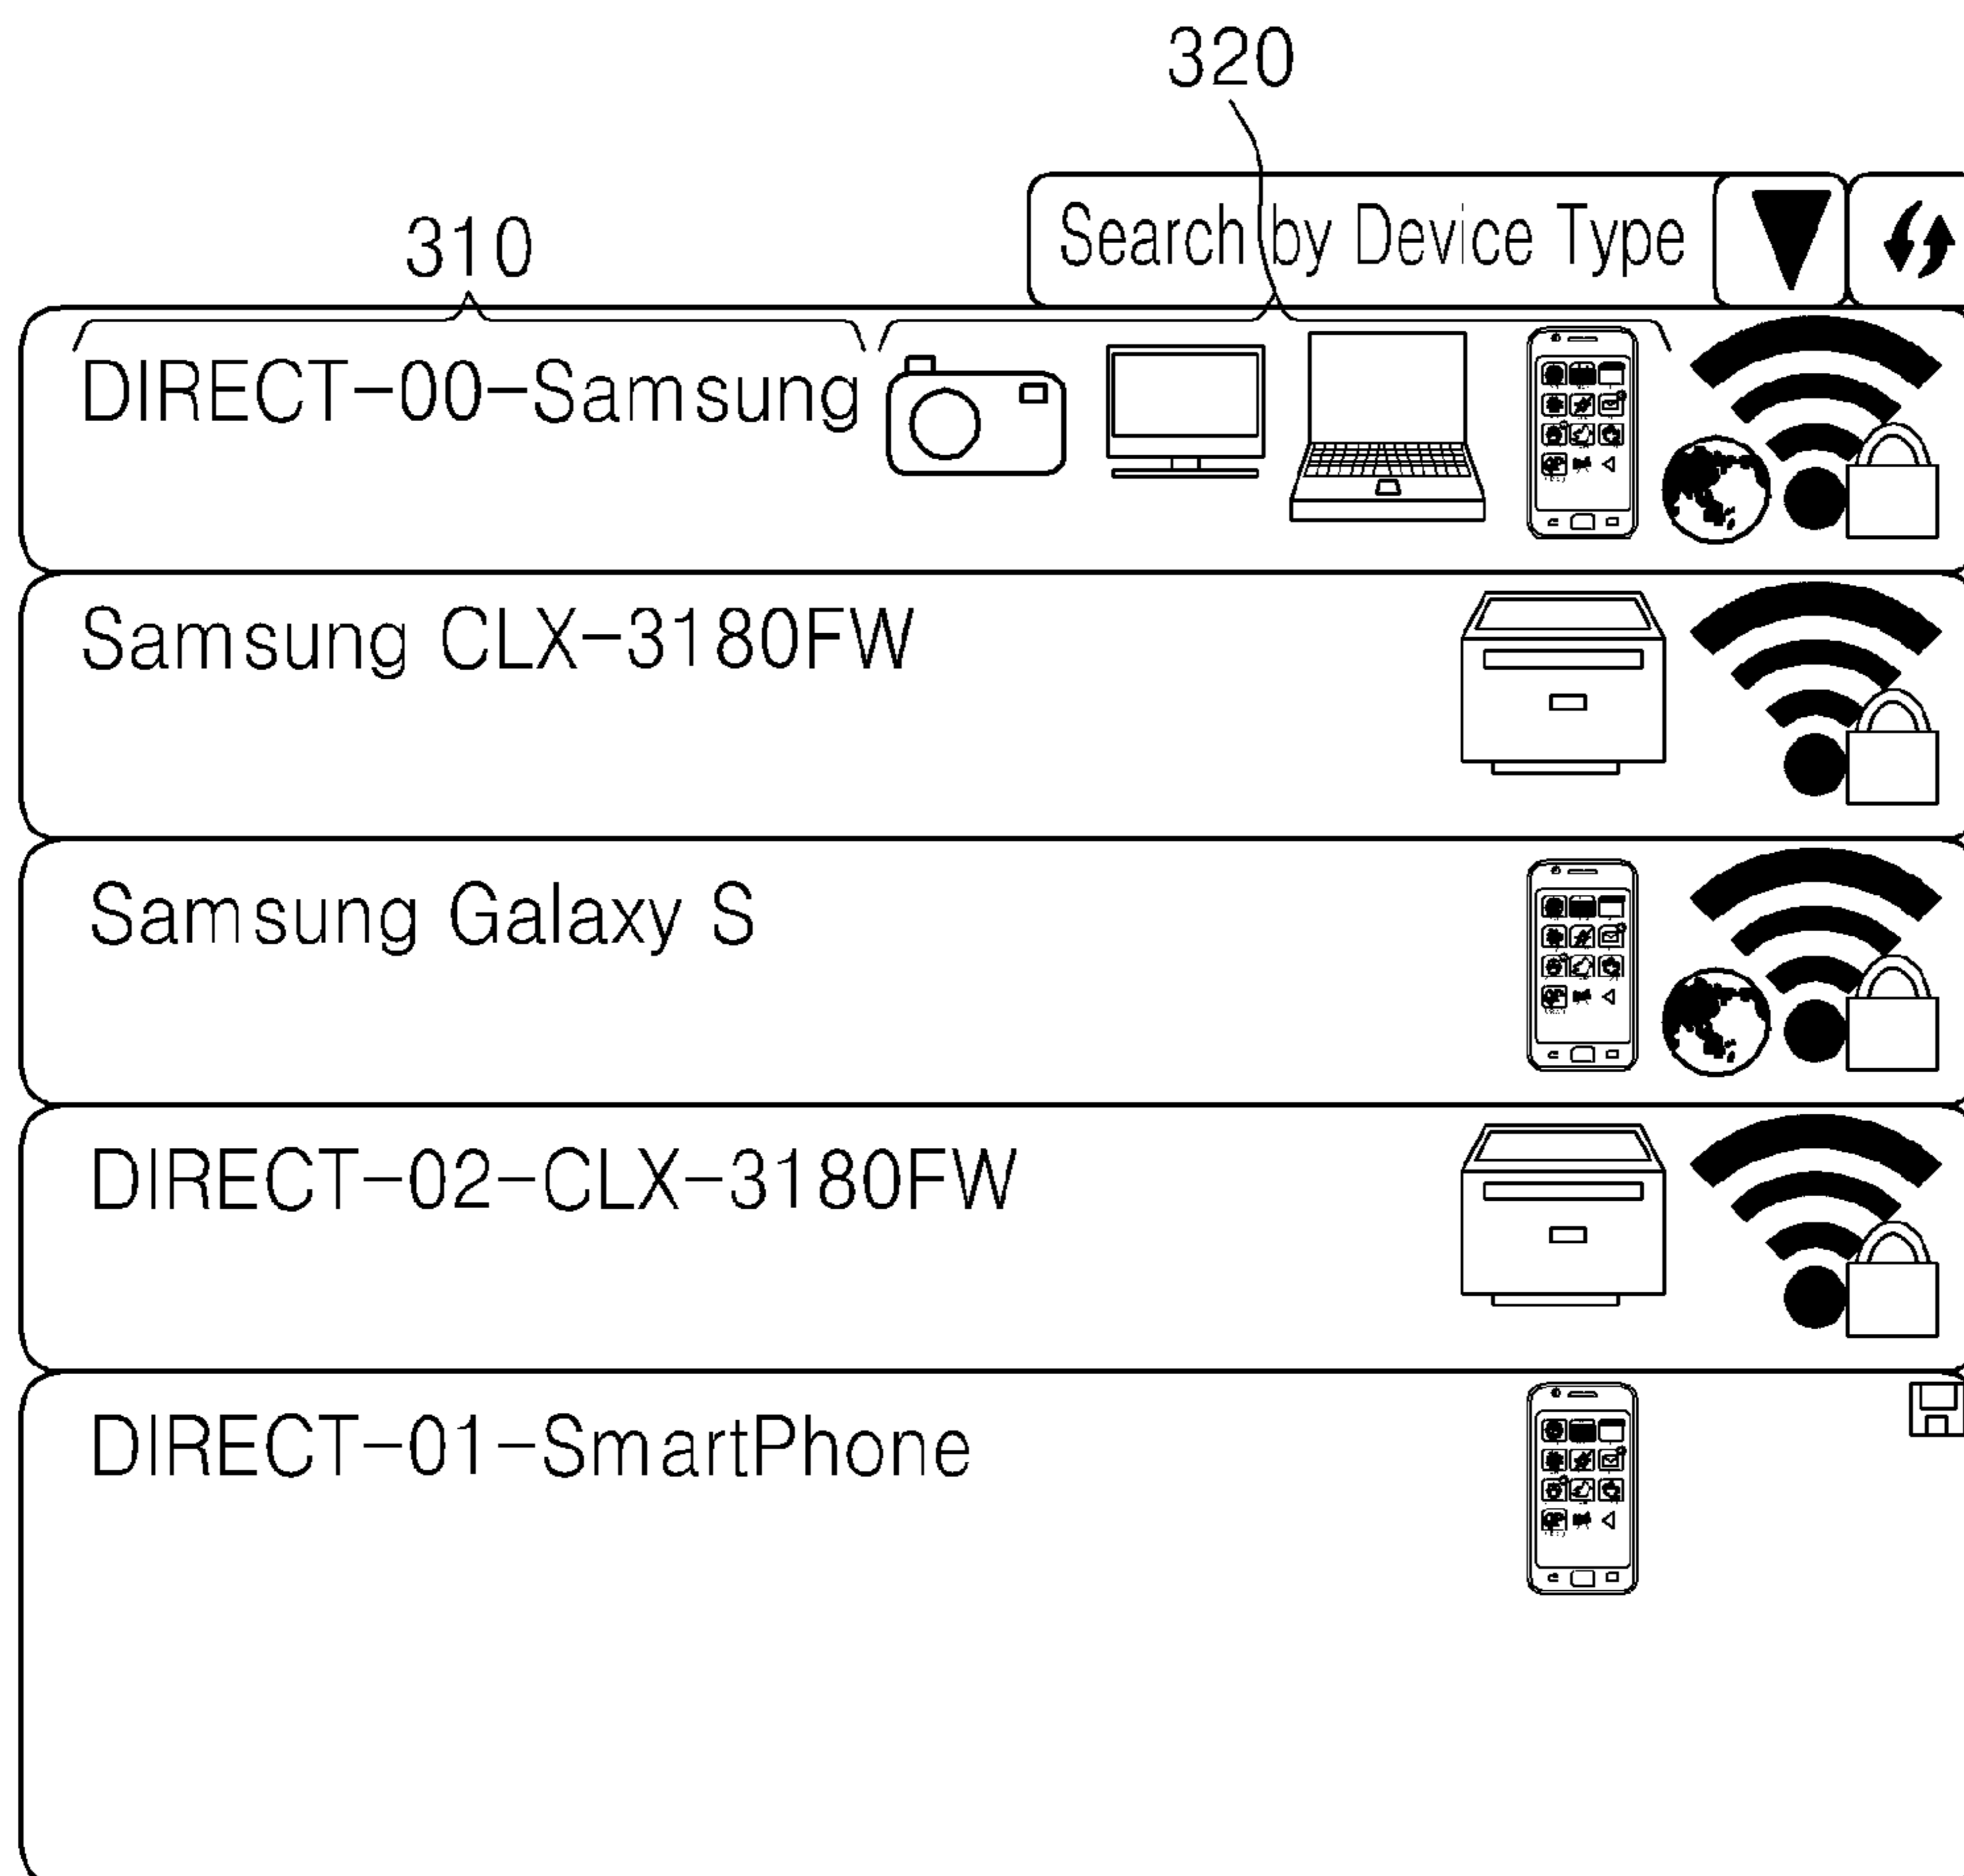 320
Search by Device Type
310
DIRECT-00-Samsung
Samsung CLX-3180FW
Samsung Galaxy S
DIRECT-02-CLX-3180FW
DIRECT-01-SmartPhone